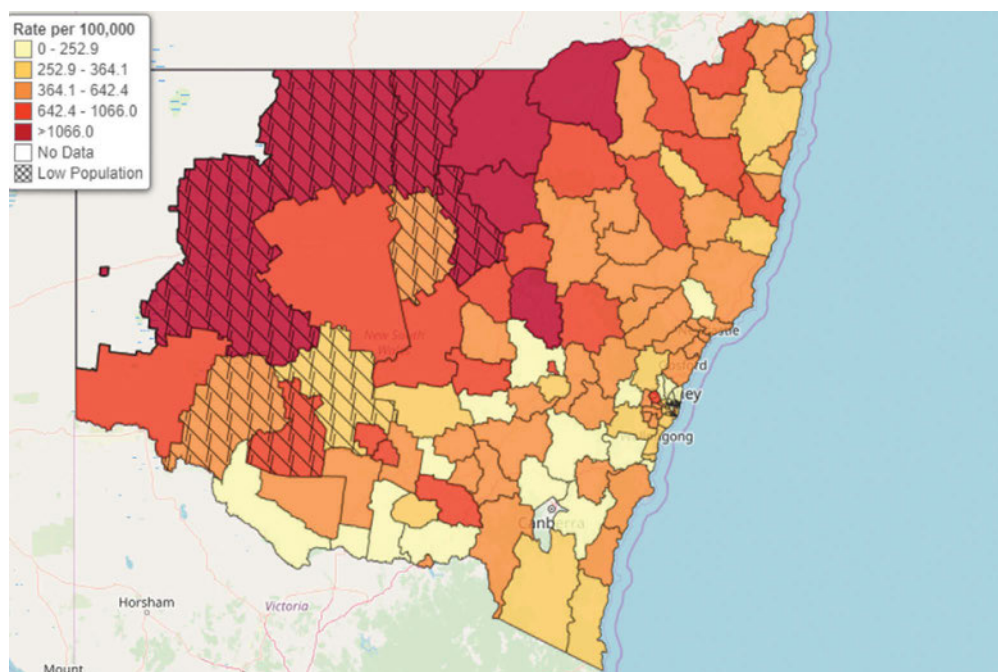 Rate per 100,000
0 - 252.9
252.9 - 364.1
364.1 - 642.4
642.4 - 1066.0
>1066.0
No Data
Low Population
New South
Canberra
Horsham
Victoria
Mount